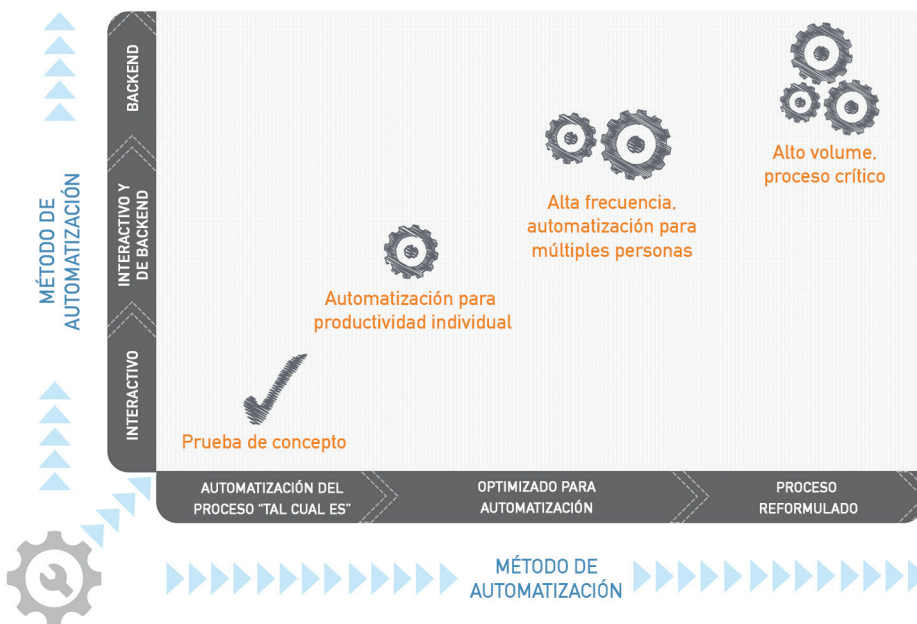 BACKEND
INTERACTIVO Y
DE BACKEND
INTERACTIVO
MÉTODO DE
AUTOMATIZACIÓN
Alto volume,
proceso crítico
Alta frecuencia,
automatización para
múltiples personas
Automatización para
productividad individual
Prueba de concepto
AUTOMATIZACIÓN DEL
PROCESO "TAL CUAL ES"
OPTIMIZADO PARA
AUTOMATIZACIÓN
PROCESO
REFORMULADO
MÉTODO DE
AUTOMATIZACIÓN